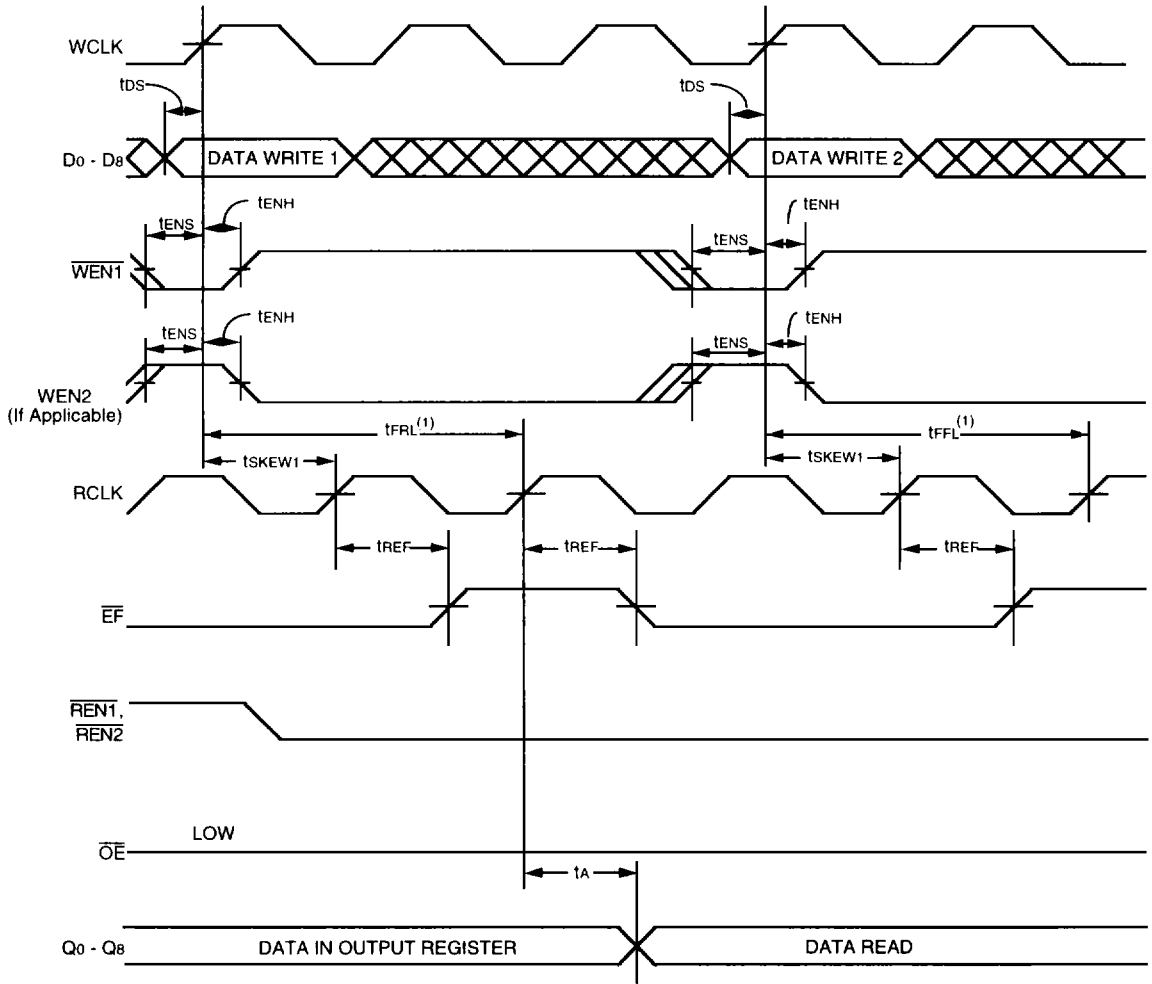 WCLK
tDS
tDS
D0 - D8
DATA WRITE 1
DATA WRITE 2
tENS
tENH
tENS
tENH
WEN1
tENS
tENH
tENS
tENH
WEN2
(If Applicable)
tFRL(1)
tFFL(1)
tSKEW1
tSKEW1
RCLK
tREF
tREF
tREF
EF
REN1,
REN2
LOW
OE
tA
Q0 - Q8
DATA IN OUTPUT REGISTER
DATA READ